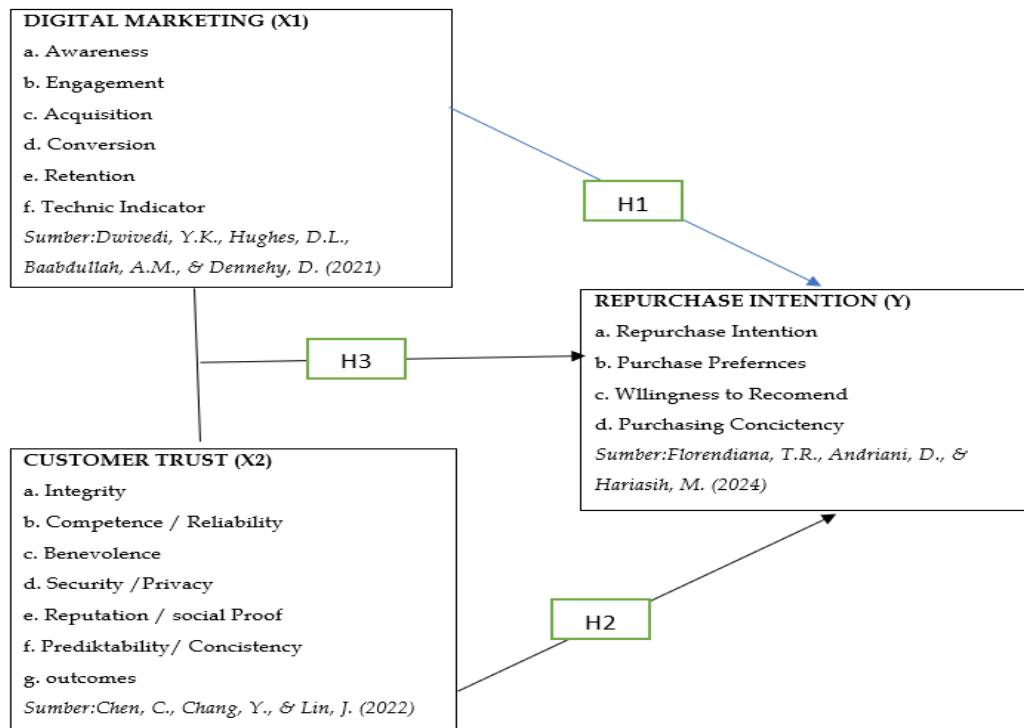 DIGITAL MARKETING (X1)
a. Awareness
b. Engagement
c. Acquisition
d. Conversion
e. Retention
f. Technic Indicator
Sumber:Dwivedi, Y.K., Hughes, D.L.,
Baabdullah, A.M., & Dennehy, D. (2021)
H1
REPURCHASE INTENTION (Y)
a. Repurchase Intention
b. Purchase Prefernces
c. WIlingness to Recomend
d. Purchasing Concictency
Sumber:Florendiana, T.R., Andriani, D., &
Hariasih, M. (2024)
H3
CUSTOMER TRUST (X2)
a. Integrity
b. Competence / Reliability
c. Benevolence
d. Security /Privacy
e. Reputation / social Proof
f. Prediktability/ Concistency
g. outcomes
Sumber:Chen, C., Chang, Y., & Lin, J. (2022)
H2